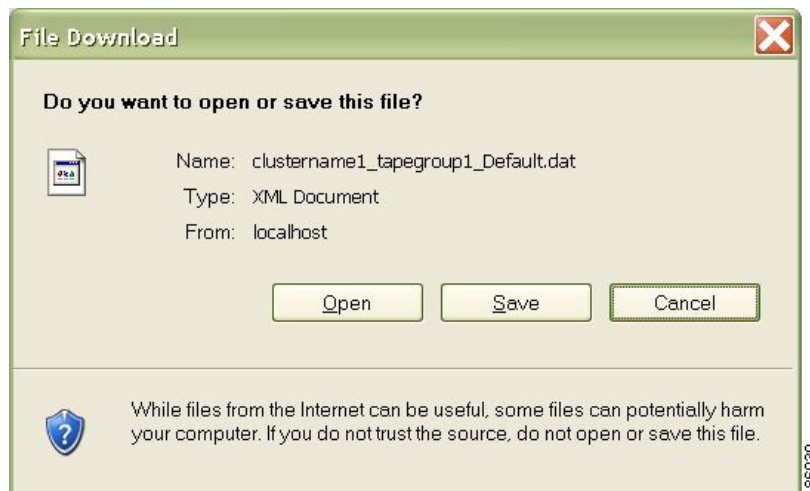 File Download
Do you want to open or save this file?
Name: clustername1_tapegroup1_Default.dat
Type: XML Document
From: localhost
Open Save Cancel
While files from the Internet can be useful, some files can potentially harm
your computer. If you do not trust the source, do not open or save this file.